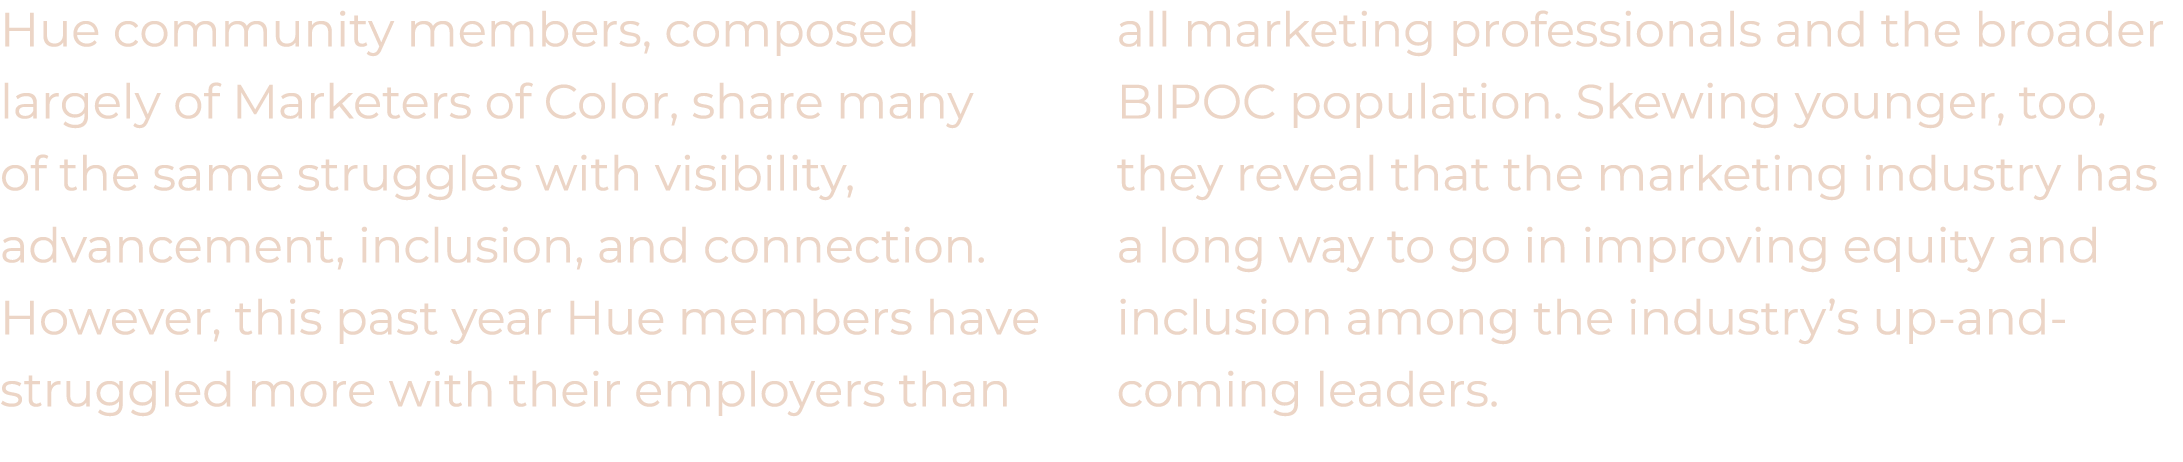 Hue community members, composed
largely of Marketers of Color, share many
of the same struggles with visibility,
advancement, inclusion, and connection.
However, this past year Hue members have
struggled more with their employers than
all marketing professionals and the broader
BIPOC population. Skewing younger, too,
they reveal that the marketing industry has
a long way to go in improving equity and
inclusion among the industry’s up-and-
coming leaders.